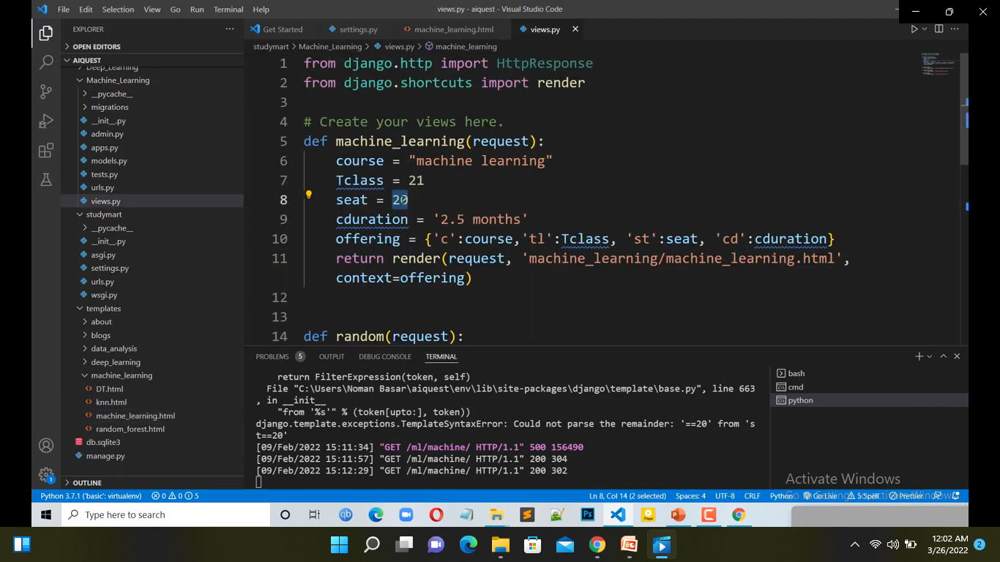 File Edit Selection View Go Run Terminal Help
views.py - aiquest - Visual Studio Code
EXPLORER
Get Started settings.py machine_learning.html views.py
OPEN EDITORS
studymart > Machine_Learning > views.py > machine_learning
AIQUEST
Deep_Learning
Machine_Learning
__pycache__
migrations
__init__.py
admin.py
apps.py
models.py
tests.py
urls.py
views.py
studymart
__pycache__
__init__.py
asgi.py
settings.py
urls.py
wsgi.py
templates
about
blogs
data_analysis
deep_learning
machine_learning
DT.html
knn.html
machine_learning.html
random_forest.html
db.sqlite3
manage.py
OUTLINE
1 from django.http import HttpResponse
2 from django.shortcuts import render
3
4 # Create your views here.
5 def machine_learning(request):
6 course = "machine learning"
7 Tclass = 21
8 seat = 20
9 cduration = '2.5 months'
10 offering = {'c':course,'tl':Tclass, 'st':seat, 'cd':cduration}
11 return render(request, 'machine_learning/machine_learning.html',
context=offering)
12
13
14 def random(request):
PROBLEMS 5 OUTPUT DEBUG CONSOLE TERMINAL
return FilterExpression(token, self)
File "C:\Users\Noman Basar\aiquest\env\lib\site-packages\django\template\base.py", line 663
, in __init__
"from '%s'" % (token[upto:], token))
django.template.exceptions.TemplateSyntaxError: Could not parse the remainder: '==20' from 's
t==20'
[09/Feb/2022 15:11:34] "GET /ml/machine/ HTTP/1.1" 500 156490
[09/Feb/2022 15:11:57] "GET /ml/machine/ HTTP/1.1" 200 304
[09/Feb/2022 15:12:29] "GET /ml/machine/ HTTP/1.1" 200 302
bash
cmd
python
Activate Windows
Go to Settings to activate Windows.
Python 3.7.1 ('basic': virtualenv) 0 0 5 Ln 8, Col 14 (2 selected) Spaces: 4 UTF-8 CRLF Python Go Live 1 Spell Prettier
1
Type here to search
12:02 AM
3/26/2022 2